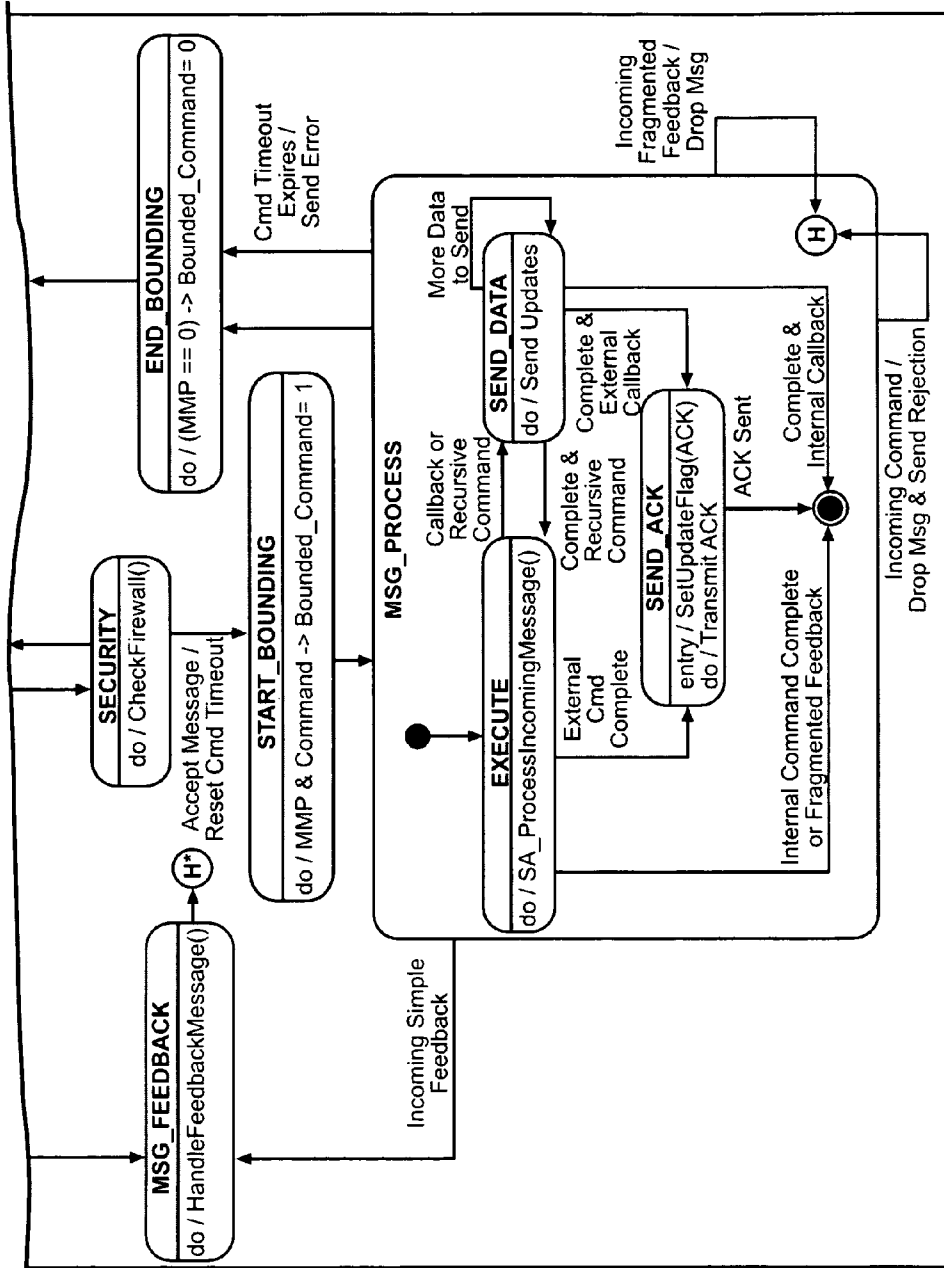 MSG_FEEDBACK
do / HandleFeedbackMessage()
H*
SECURITY
do / CheckFirewall()
Accept Message /
Reset Cmd Timeout
END_BOUNDING
do / (MMP == 0) -> Bounded_Command= 0
START_BOUNDING
do / MMP & Command -> Bounded_Command= 1
Cmd Timeout
Expires /
Send Error
Incoming Simple
Feedback
MSG_PROCESS
EXECUTE
do / SA_ProcessIncomingMessage()
Callback or
Recursive
Command
More Data
to Send
SEND_DATA
do / Send Updates
Complete &
Recursive
Command
Complete &
External
Callback
External
Cmd
Complete
SEND_ACK
entry / SetUpdateFlag(ACK)
do / Transmit ACK
ACK Sent
Internal Command Complete
or Fragmented Feedback
Complete &
Internal Callback
H
Incoming
Fragmented
Feedback /
Drop Msg
Incoming Command /
Drop Msg & Send Rejection